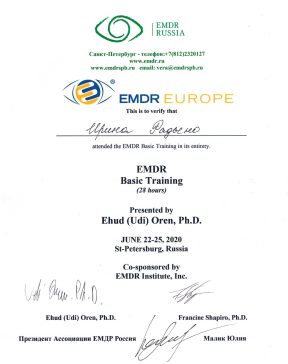 EMDR
RUSSIA
Санкт-Петербург - телефон:+7(812)2320127
www.emdr.ru
www.emdrspb.ru email: vera@emdrspb.ru
EMDR EUROPE
This is to verify that
Ирина
attended the EMDR Basic Training in its entirety.
EMDR
Basic Training
(28 hours)
Presented by
Ehud (Udi) Oren, Ph.D.
JUNE 22-25, 2020
St-Petersburg, Russia
Co-sponsored by
EMDR Institute, Inc.
Udi Oren, Ph.D.
Ehud (Udi) Oren, Ph.D. Francine Shapiro, Ph.D.
Президент Ассоциации ЕМДР России Малик Юлия